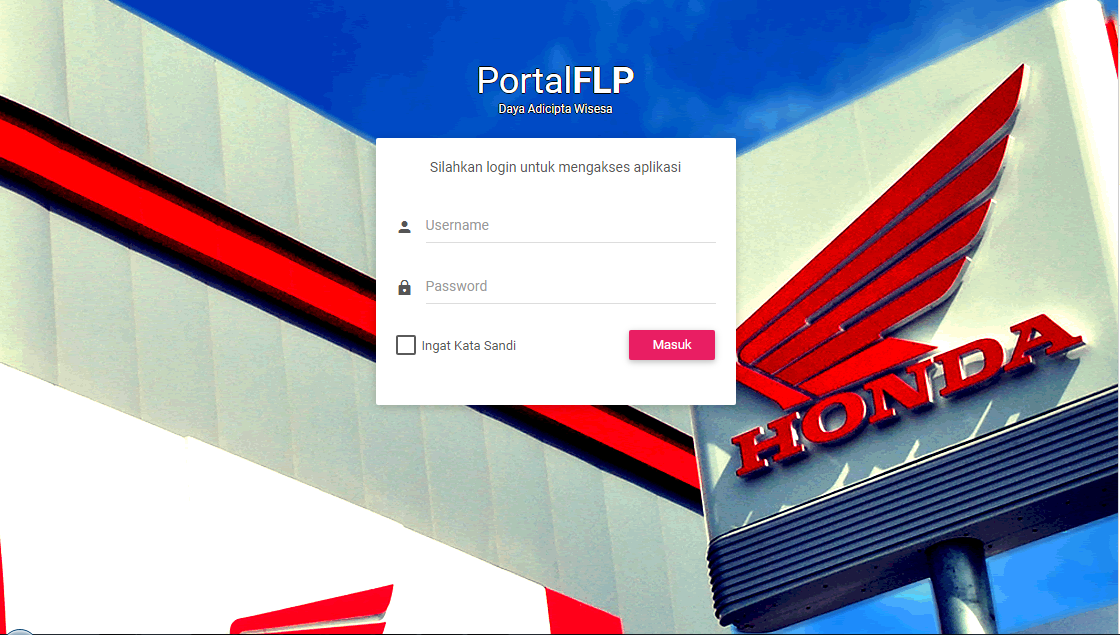 PortalFLP
Daya Adicipta Wisesa
Silahkan login untuk mengakses aplikasi
Username
Password
Ingat Kata Sandi
Masuk
HONDA